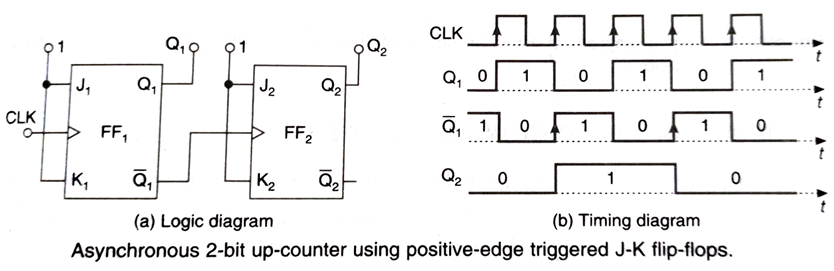 1 Q₁ 1 Q₂
J₁ Q₁ J₂ Q₂
CLK FF₁ FF₂
K₁ Q̅₁ K₂ Q̅₂
(a) Logic diagram
CLK t
Q₁ 0 1 0 1 0 1 t
Q̅₁ 1 0 1 0 1 0 t
Q₂ 0 1 0 t
(b) Timing diagram
Asynchronous 2-bit up-counter using positive-edge triggered J-K flip-flops.